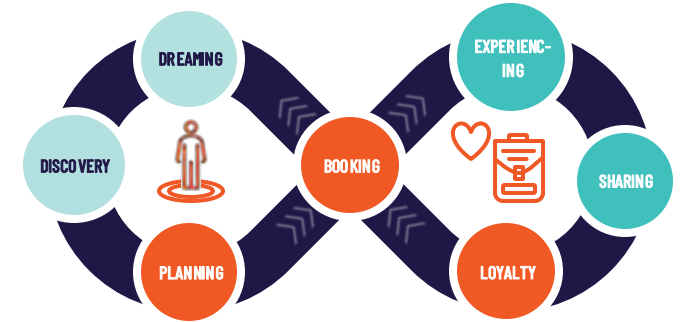 DREAMING
EXPERIENC-
ING
DISCOVERY
BOOKING
SHARING
PLANNING
LOYALTY